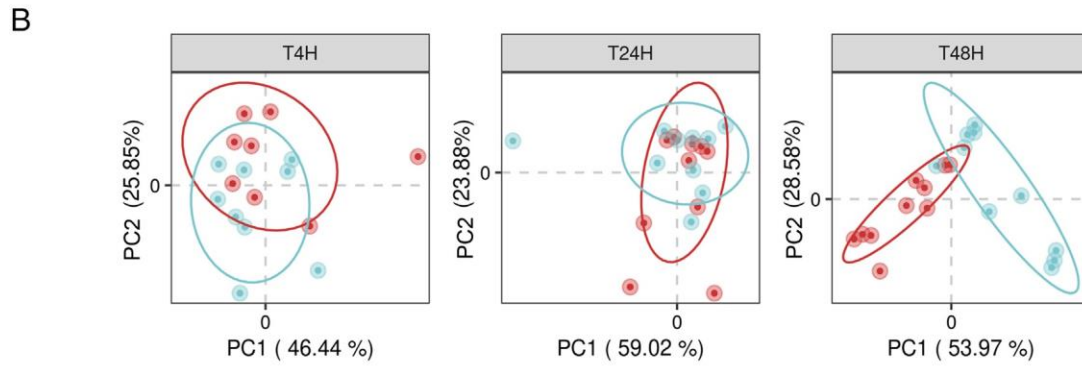 B
T4H
T24H
T48H
PC2 (25.85%)
0
0
PC1 ( 46.44 %)
PC2 (23.88%)
0
0
PC1 ( 59.02 %)
PC2 (28.58%)
0
0
PC1 ( 53.97 %)